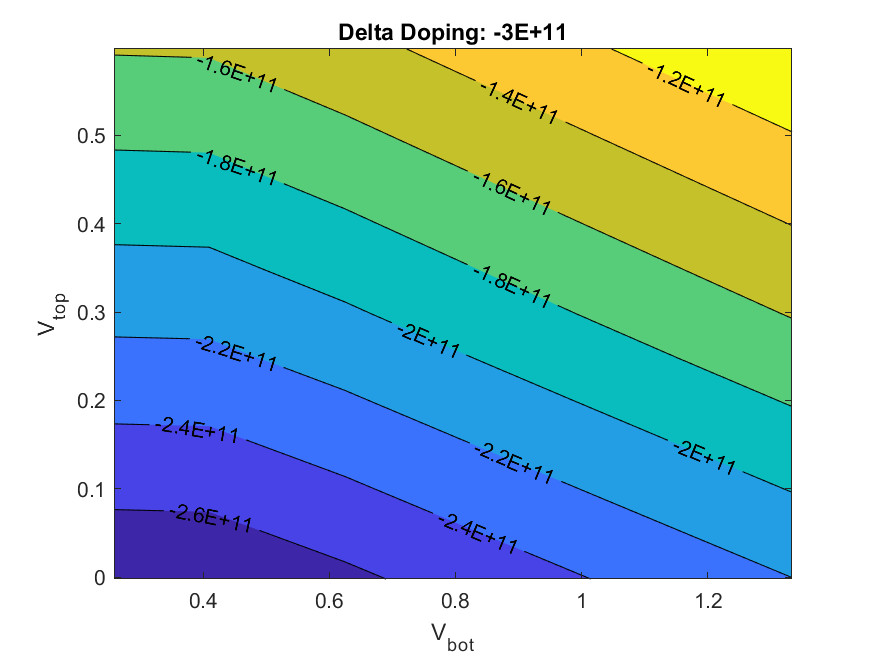 Delta Doping: -3E+11
-1.2E+11
-1.6E+11
-1.4E+11
0.5
-1.8E+11
-1.6E+11
0.4
-1.8E+11
0.3
V_top
-2E+11
-2.2E+11
0.2
-2.4E+11
-2E+11
-2.2E+11
0.1
-2.6E+11
-2.4E+11
0
0.4
0.6
0.8
1
1.2
V_bot